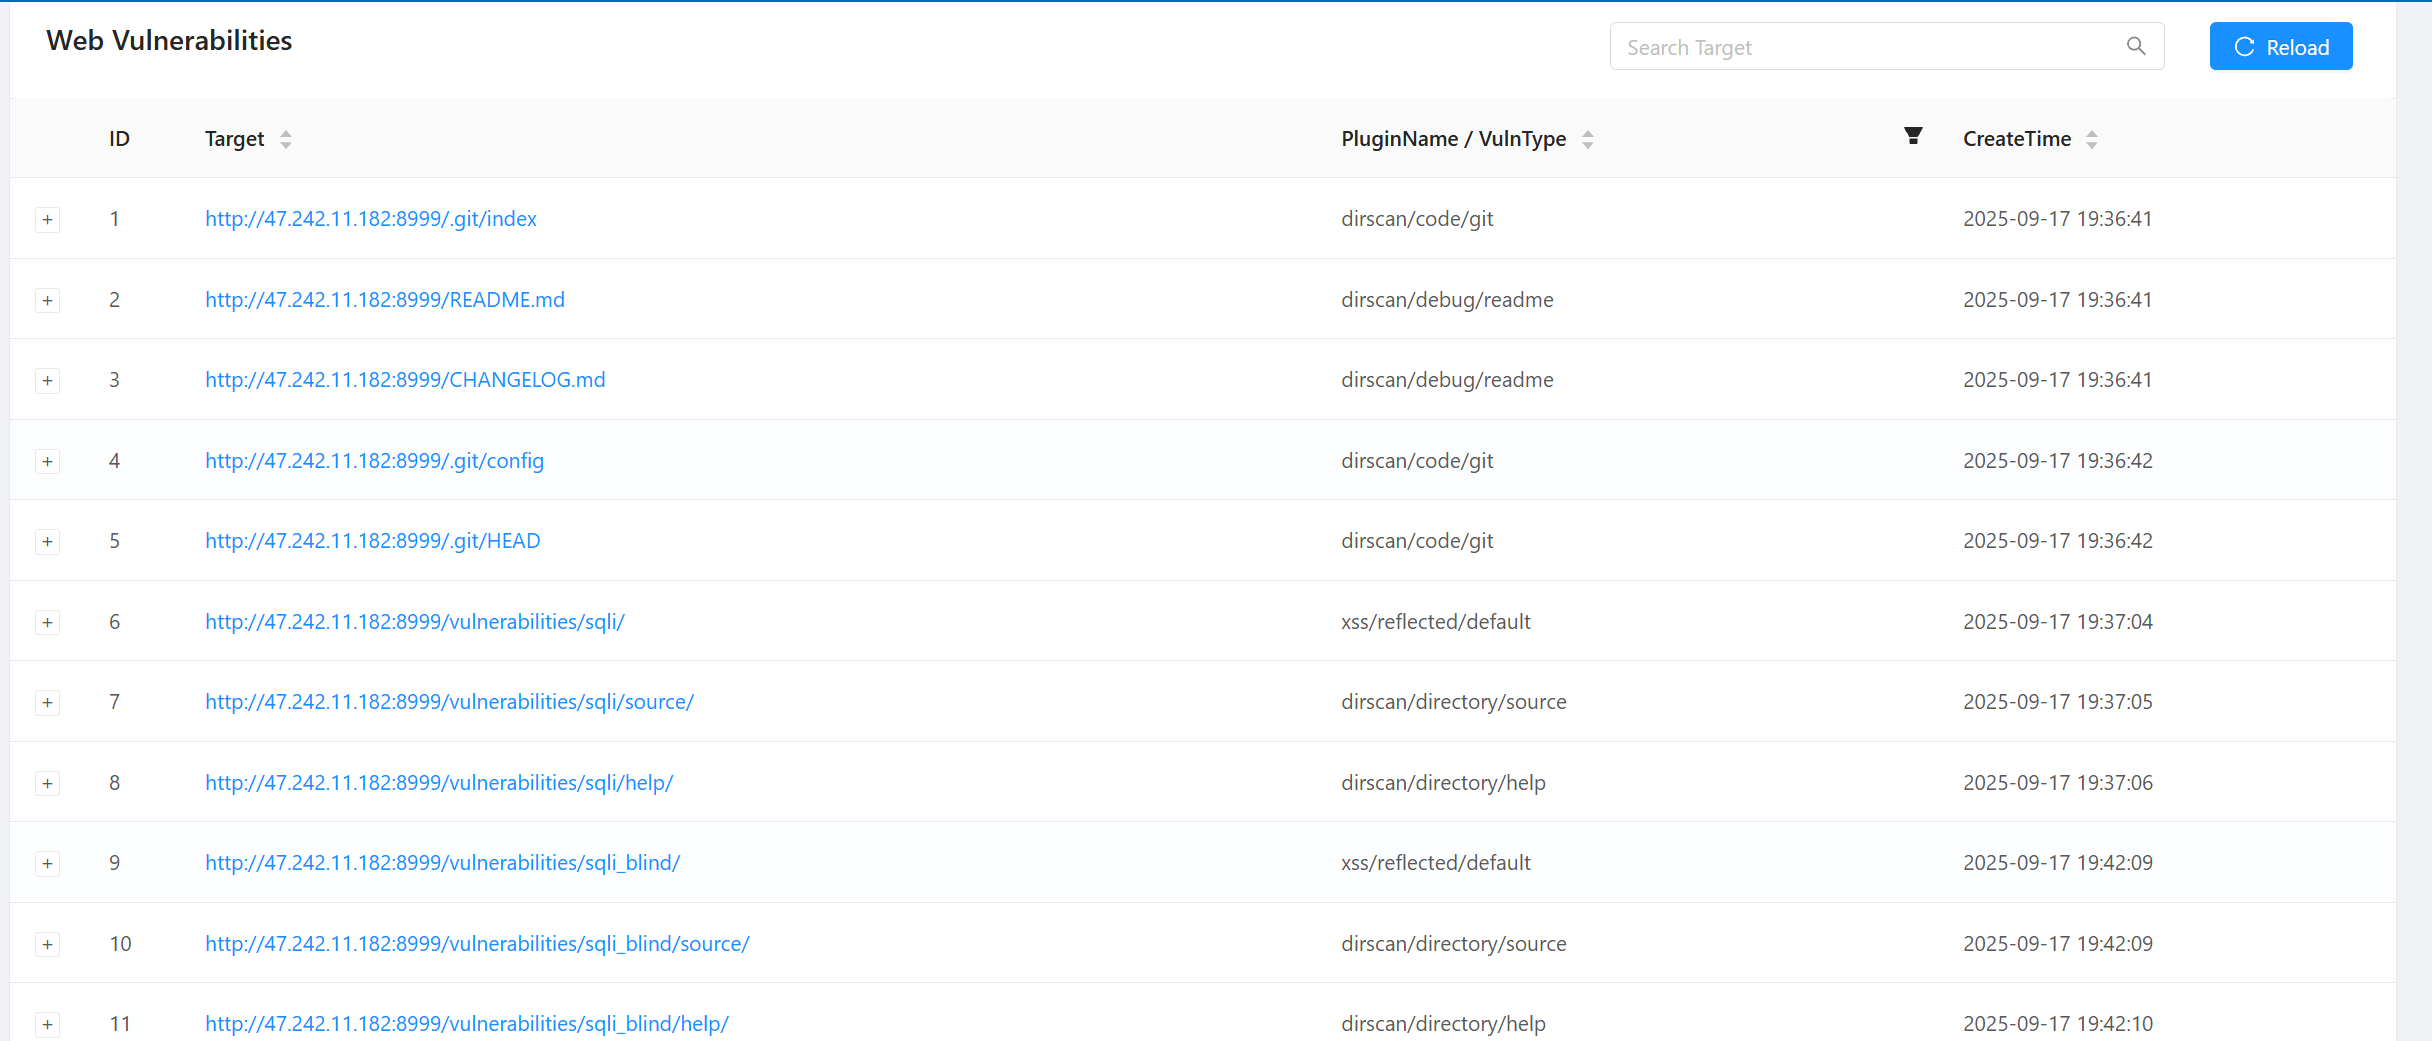 Web Vulnerabilities
Search Target
Reload
ID Target PluginName / VulnType CreateTime
1 http://47.242.11.182:8999/.git/index dirscan/code/git 2025-09-17 19:36:41
2 http://47.242.11.182:8999/README.md dirscan/debug/readme 2025-09-17 19:36:41
3 http://47.242.11.182:8999/CHANGELOG.md dirscan/debug/readme 2025-09-17 19:36:41
4 http://47.242.11.182:8999/.git/config dirscan/code/git 2025-09-17 19:36:42
5 http://47.242.11.182:8999/.git/HEAD dirscan/code/git 2025-09-17 19:36:42
6 http://47.242.11.182:8999/vulnerabilities/sqli/ xss/reflected/default 2025-09-17 19:37:04
7 http://47.242.11.182:8999/vulnerabilities/sqli/source/ dirscan/directory/source 2025-09-17 19:37:05
8 http://47.242.11.182:8999/vulnerabilities/sqli/help/ dirscan/directory/help 2025-09-17 19:37:06
9 http://47.242.11.182:8999/vulnerabilities/sqli_blind/ xss/reflected/default 2025-09-17 19:42:09
10 http://47.242.11.182:8999/vulnerabilities/sqli_blind/source/ dirscan/directory/source 2025-09-17 19:42:09
11 http://47.242.11.182:8999/vulnerabilities/sqli_blind/help/ dirscan/directory/help 2025-09-17 19:42:10